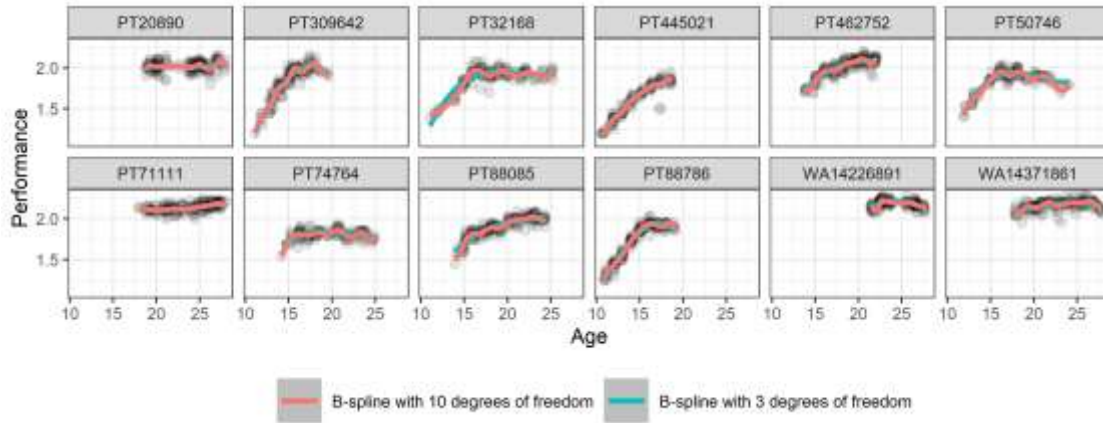 PT20890 PT309642 PT32168 PT445021 PT462752 PT50746
2.0
1.5
PT71111 PT74764 PT88085 PT88786 WA14226891 WA14371861
2.0
1.5
Performance
10 15 20 25 10 15 20 25 10 15 20 25 10 15 20 25 10 15 20 25 10 15 20 25
Age
B-spline with 10 degrees of freedom B-spline with 3 degrees of freedom